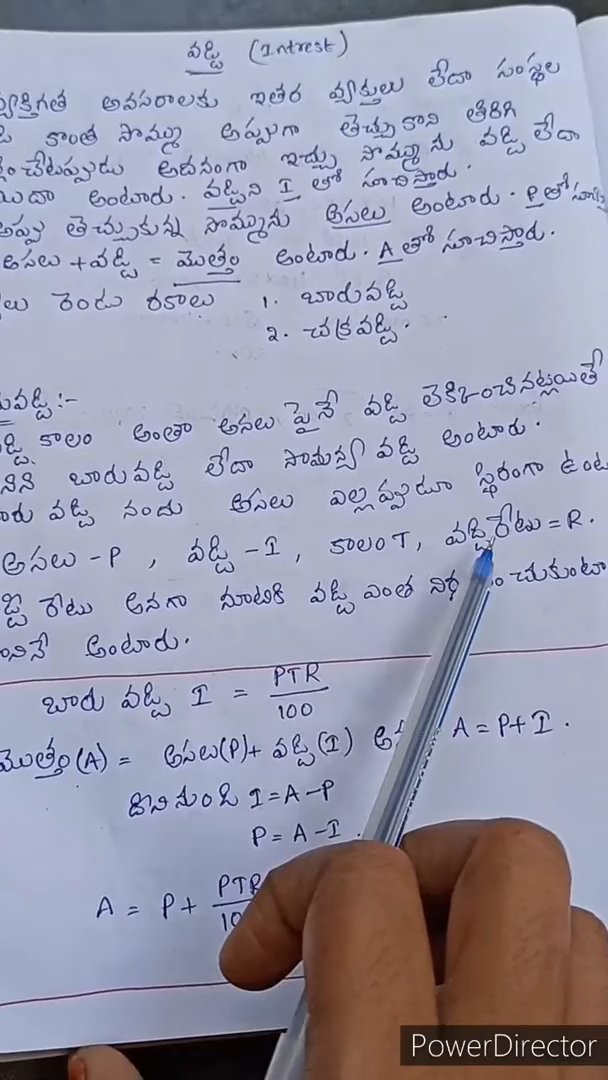 వడ్డి (Intrest)
వ్యక్తిగత అవసరాలకు ఇతర వ్యక్తులు లేదా సంస్థల
కొంత సొమ్ము అప్పుగా తెచ్చుకొని తిరిగి
చేటప్పుడు అదనంగా ఇచ్చు సొమ్మును వడ్డి లేదా
అంటారు. వడ్డిని I తో సూచిస్తారు.
అప్పు తెచ్చుకున్న సొమ్మును అసలు అంటారు. P తో
అసలు + వడ్డి = మొత్తం అంటారు. A తో సూచిస్తారు.
రెండు రకాలు 1. బారువడ్డి
2. చక్రవడ్డి.
వడ్డి :-
కాలం అంతా అసలు పైనే వడ్డి లెక్కించినట్లయితే
బారువడ్డి లేదా సామన్య వడ్డి అంటారు.
వడ్డి నందు అసలు ఎల్లప్పుడూ స్థిరంగా
అసలు - P , వడ్డి - I , కాలం T , వడ్డిరేటు = R.
రేటు అనగా నూటికి వడ్డి ఎంత
అంటారు.
బారు వడ్డి I = PTR/100
మొత్తం (A) = అసలు(P) + వడ్డి (I) A = P + I .
దీని నుండి I = A - P
P = A - I .
A = P + PTR